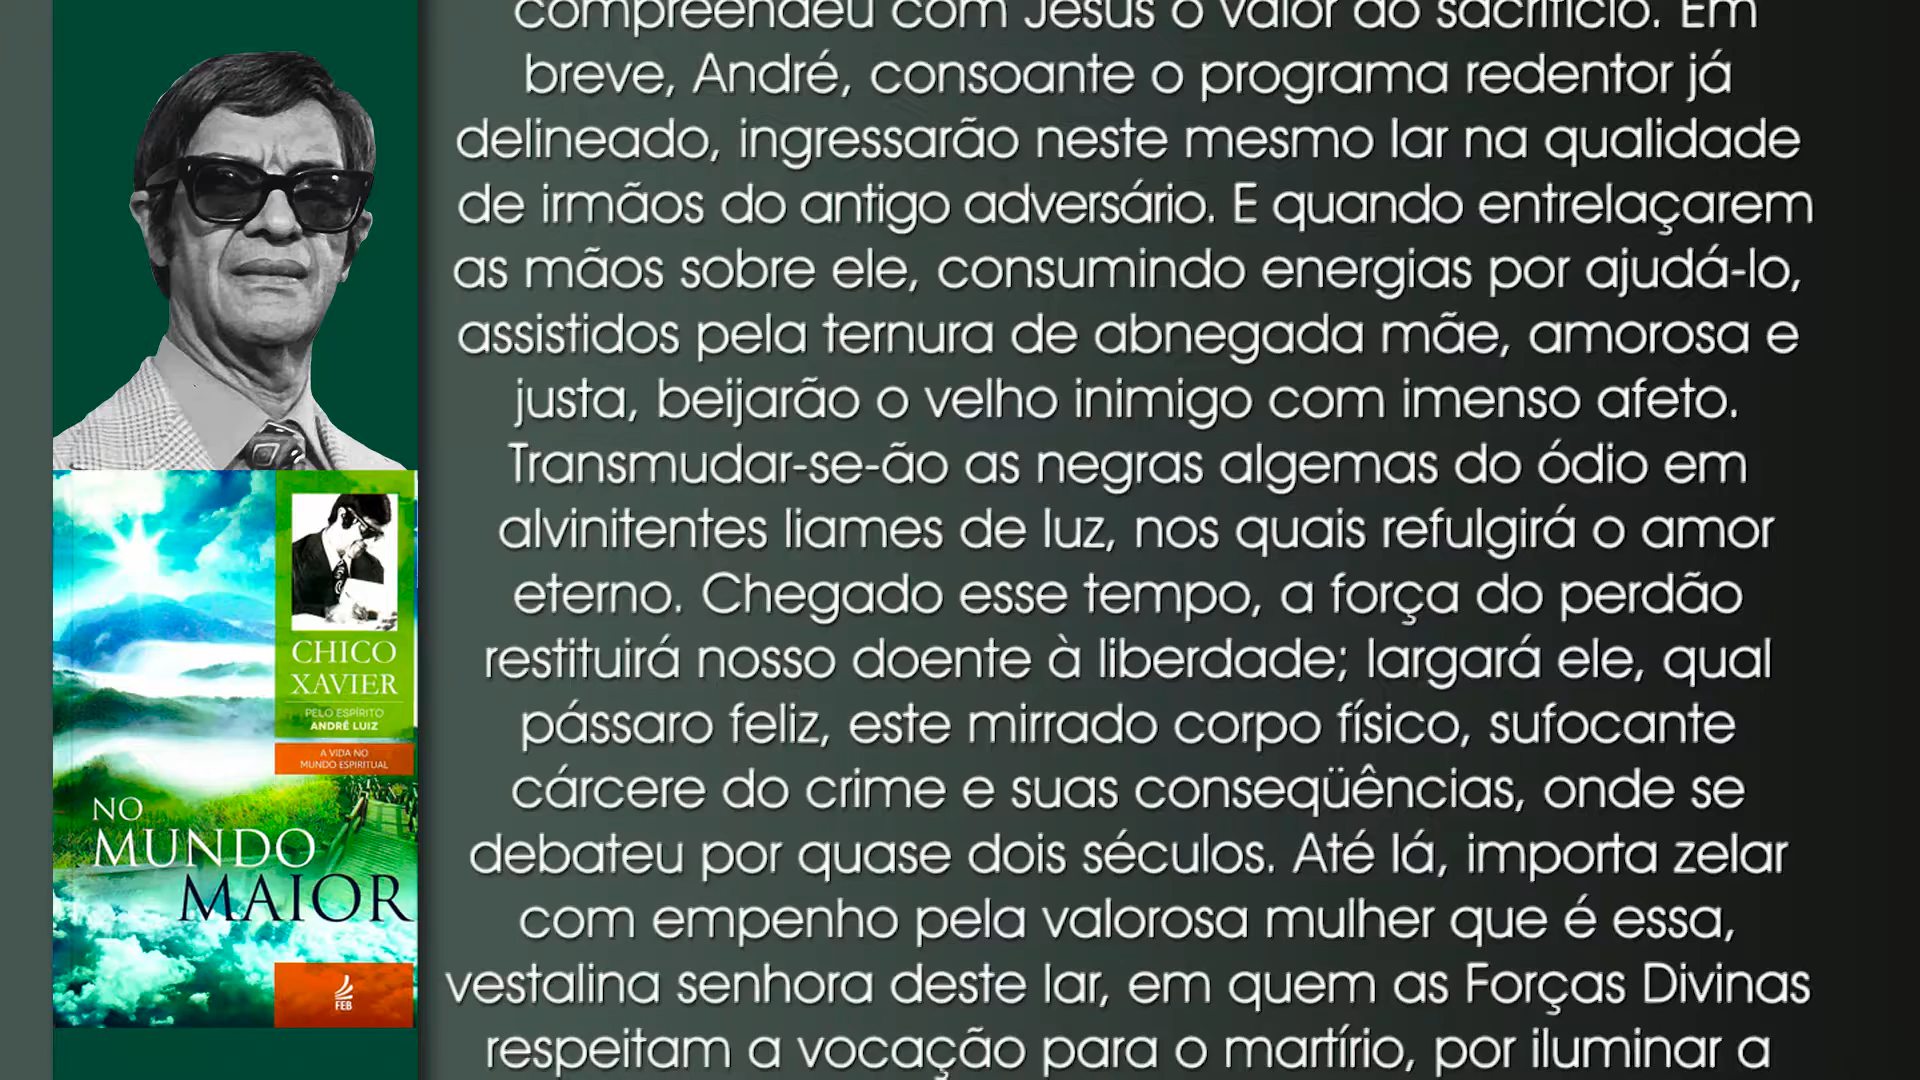 compreendeu com Jesus o valor do sacrifício. Em
breve, André, consoante o programa redentor já
delineado, ingressarão neste mesmo lar na qualidade
de irmãos do antigo adversário. E quando entrelaçarem
as mãos sobre ele, consumindo energias por ajudá-lo,
assistidos pela ternura de abnegada mãe, amorosa e
justa, beijarão o velho inimigo com imenso afeto.
Transmudar-se-ão as negras algemas do ódio em
alvinitentes liames de luz, nos quais refulgirá o amor
eterno. Chegado esse tempo, a força do perdão
restituirá nosso doente à liberdade; largará ele, qual
pássaro feliz, este mirrado corpo físico, sufocante
cárcere do crime e suas conseqüências, onde se
debateu por quase dois séculos. Até lá, importa zelar
com empenho pela valorosa mulher que é essa,
vestalina senhora deste lar, em quem as Forças Divinas
respeitam a vocação para o martírio, por iluminar a
CHICO
XAVIER
PELO ESPÍRITO
ANDRÉ LUIZ
A VIDA NO
MUNDO ESPIRITUAL
NO
MUNDO
MAIOR
FEB